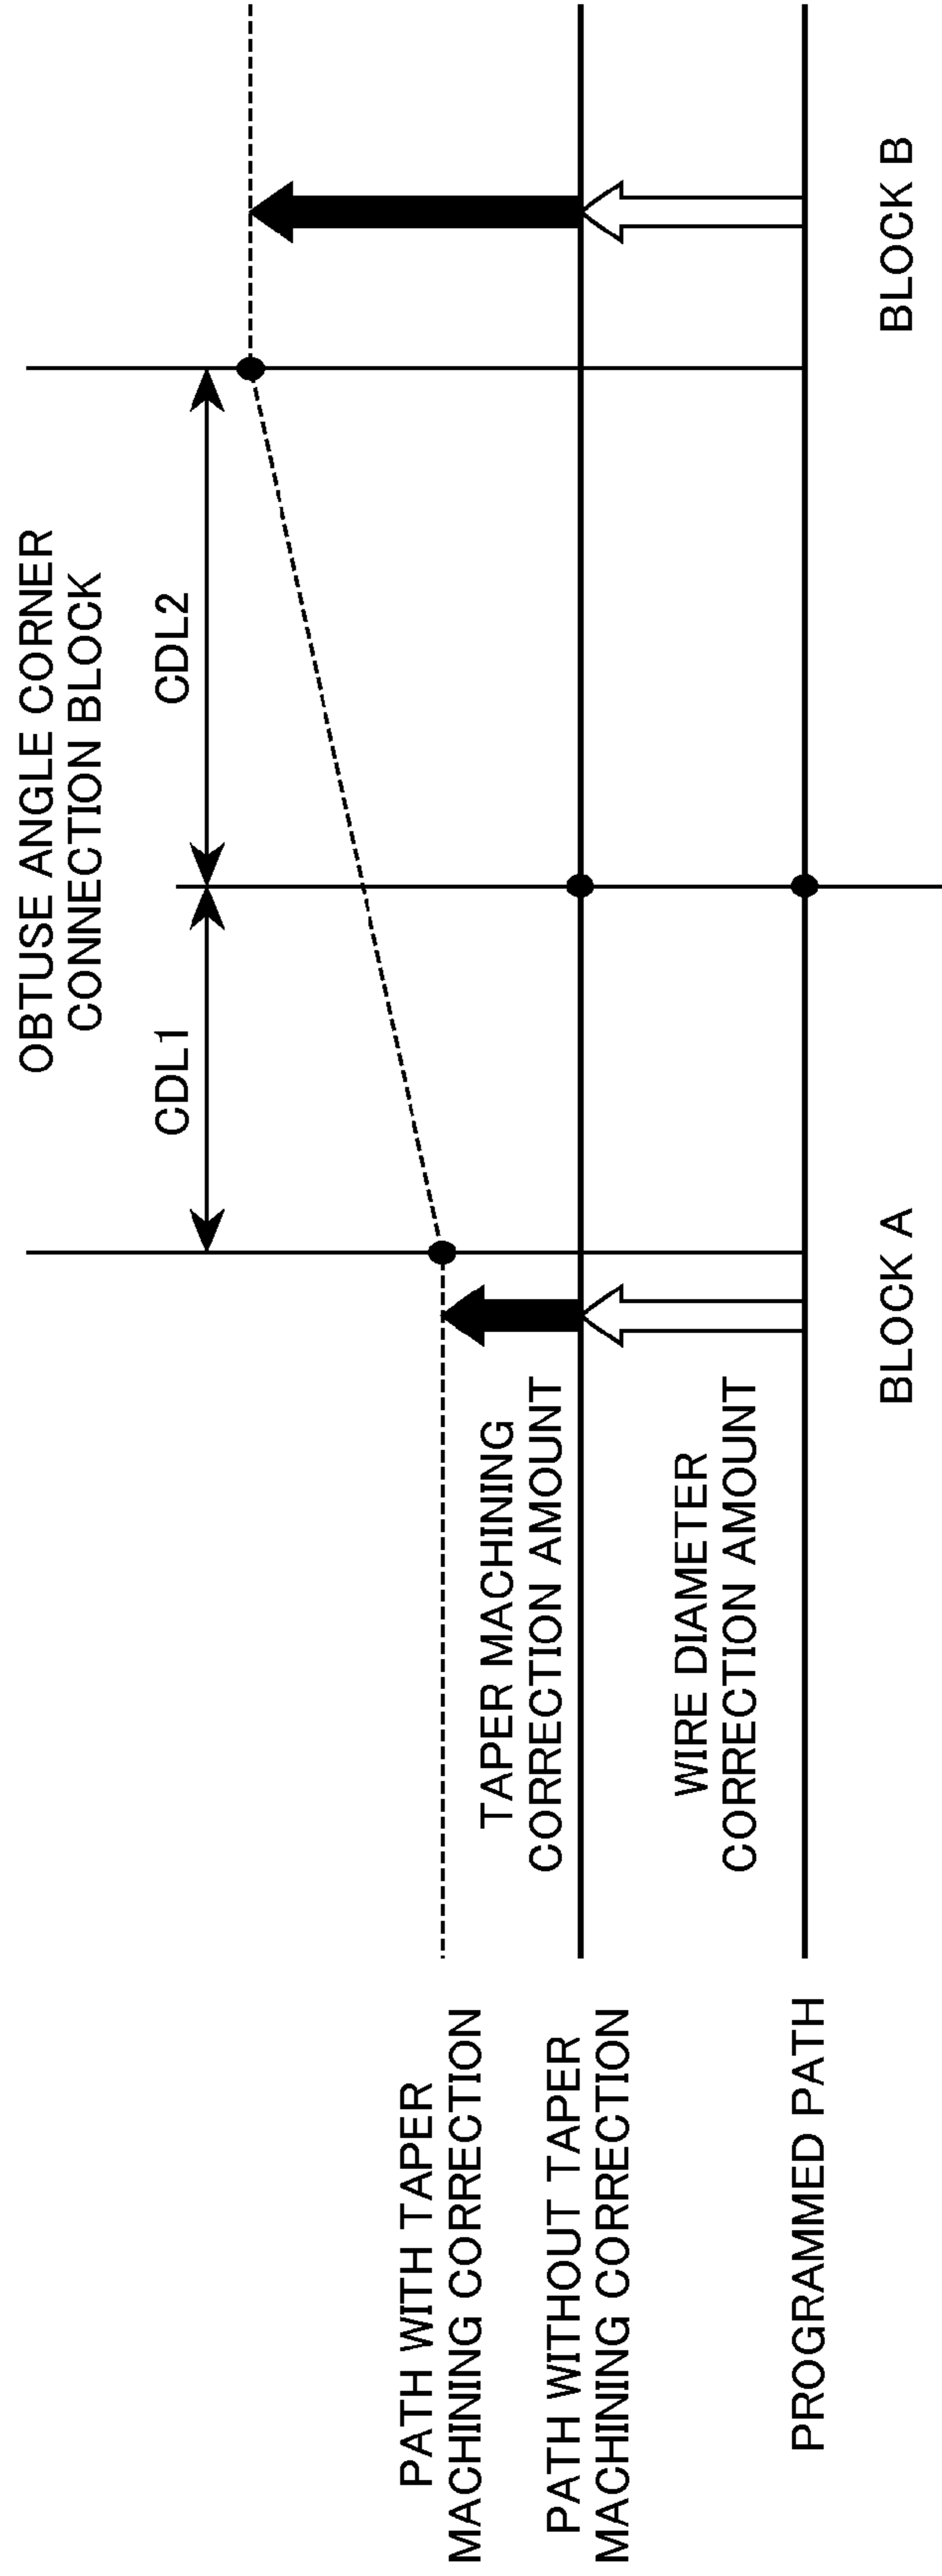 OBTUSE ANGLE CORNER
CONNECTION BLOCK
CDL1
CDL2
PATH WITH TAPER
MACHINING CORRECTION
TAPER MACHINING
CORRECTION AMOUNT
PATH WITHOUT TAPER
MACHINING CORRECTION
WIRE DIAMETER
CORRECTION AMOUNT
PROGRAMMED PATH
BLOCK A
BLOCK B